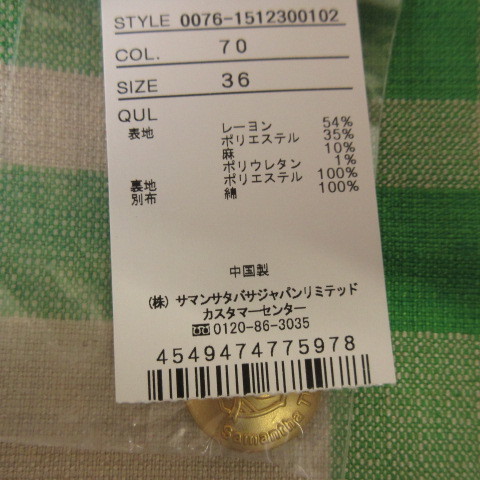 STYLE 0076-1512300102
COL. 70
SIZE 36
QUL
表地 レーヨン 54%
ポリエステル 35%
麻 10%
ポリウレタン 1%
裏地 ポリエステル 100%
別布 綿 100%
中国製
(株) サマンサタバサジャパンリミテッド
カスタマーセンター
0120-86-3035
4549474775978
Samantha T